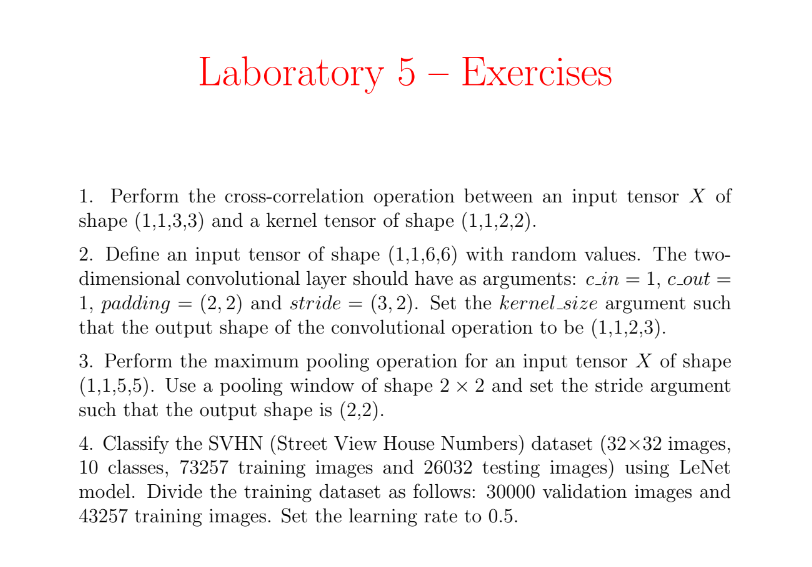 Laboratory 5 – Exercises
1. Perform the cross-correlation operation between an input tensor X of
shape (1,1,3,3) and a kernel tensor of shape (1,1,2,2).
2. Define an input tensor of shape (1,1,6,6) with random values. The two-
dimensional convolutional layer should have as arguments: c_in = 1, c_out =
1, padding = (2, 2) and stride = (3, 2). Set the kernel_size argument such
that the output shape of the convolutional operation to be (1,1,2,3).
3. Perform the maximum pooling operation for an input tensor X of shape
(1,1,5,5). Use a pooling window of shape 2 × 2 and set the stride argument
such that the output shape is (2,2).
4. Classify the SVHN (Street View House Numbers) dataset (32×32 images,
10 classes, 73257 training images and 26032 testing images) using LeNet
model. Divide the training dataset as follows: 30000 validation images and
43257 training images. Set the learning rate to 0.5.